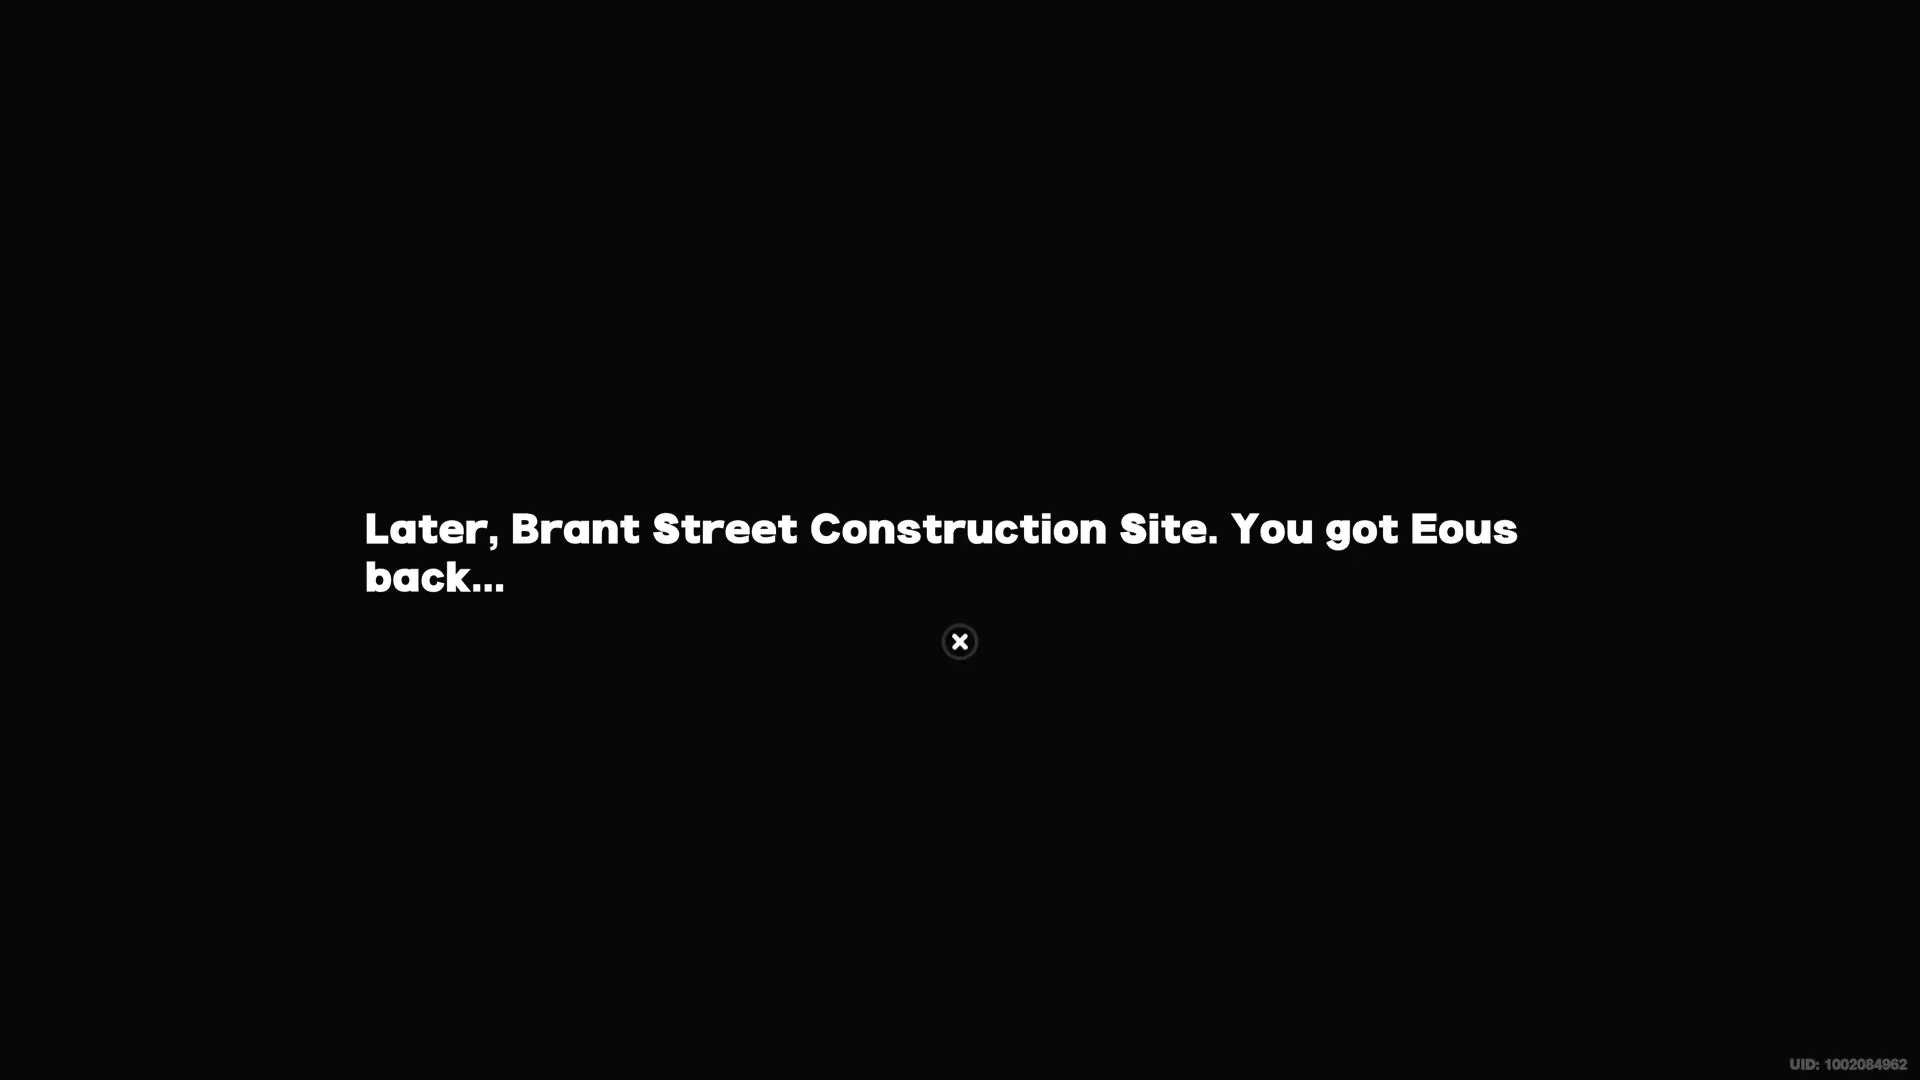 Later, Brant Street Construction Site. You got Eous
back...
UID: 1002084962